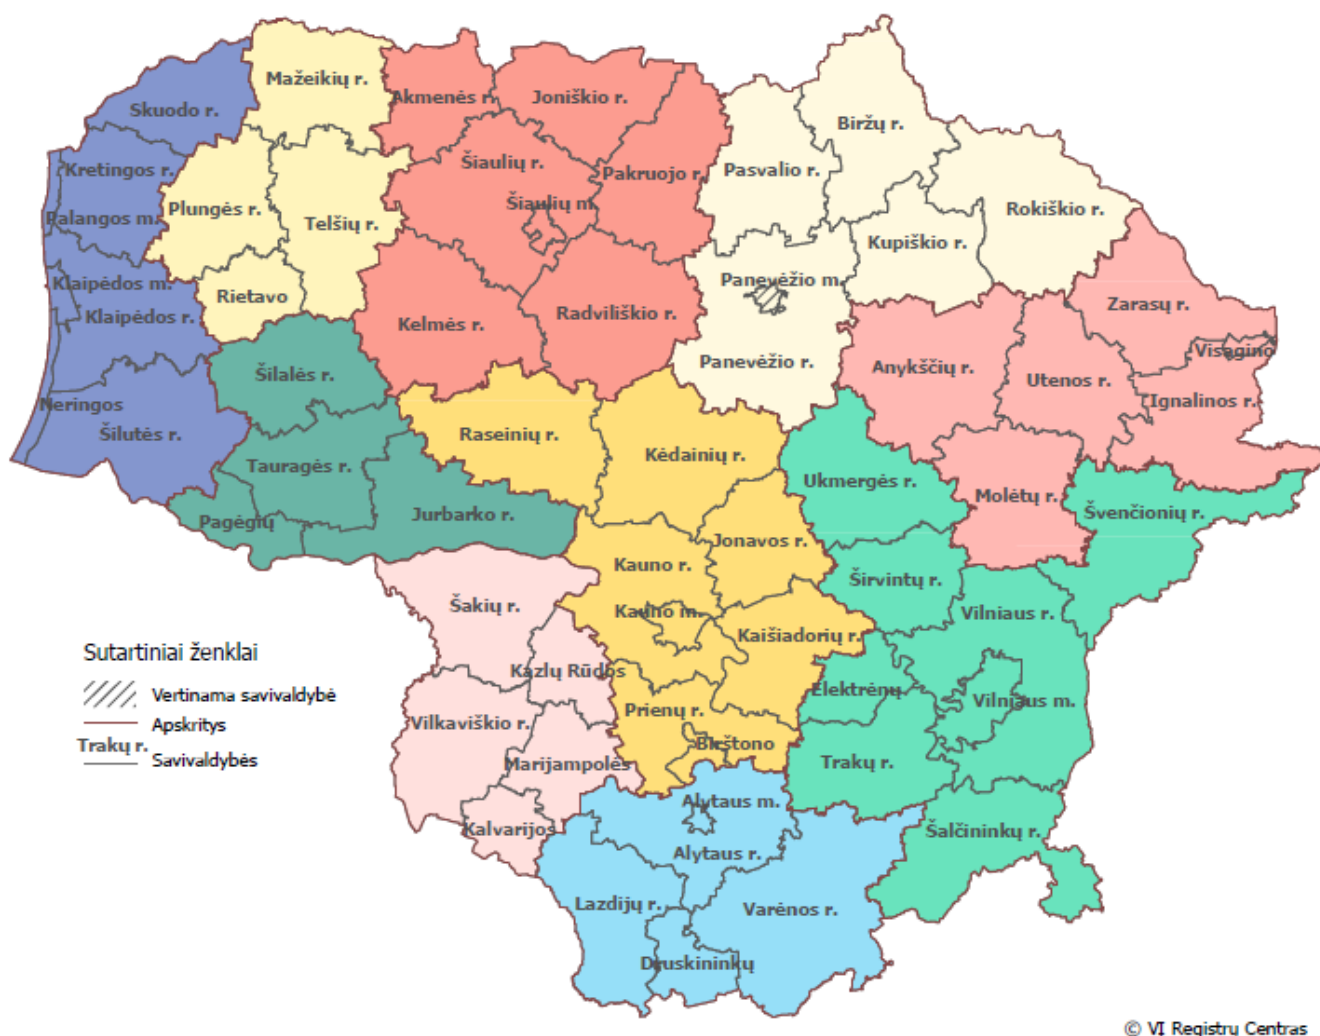 Mažeikių r.
Akmenės r.
Joniškio r.
Skuodo r.
Biržų r.
Kretingos r.
Šiaulių r.
Pakruojo r.
Pasvalio r.
Palangos m.
Plungės r.
Telšių r.
Šiaulių m.
Rokiškio r.
Kupiškio r.
Klaipėdos m.
Rietavo
Panevėžio m.
Zarasų r.
Klaipėdos r.
Kelmės r.
Radviliškio r.
Visagino
Panevėžio r.
Anykščių r.
Utenos r.
Šilalės r.
Ignalinos r.
Neringos
Šilutės r.
Raseinių r.
Kėdainių r.
Tauragės r.
Ukmergės r.
Molėtų r.
Švenčionių r.
Pagėgių
Jurbarko r.
Jonavos r.
Kauno r.
Širvintų r.
Šakių r.
Kauno m.
Vilniaus r.
Kaišiadorių r.
Kazlų Rūdos
Elektrėnų
Vilniaus m.
Vilkaviškio r.
Prienų r.
Birštono
Marijampolės
Trakų r.
Alytaus m.
Kalvarijos
Šalčininkų r.
Alytaus r.
Lazdijų r.
Varėnos r.
Druskininkų
Sutartiniai ženklai
Vertinama savivaldybė
Apskritys
Trakų r.
Savivaldybės
© VĮ Registrų Centras